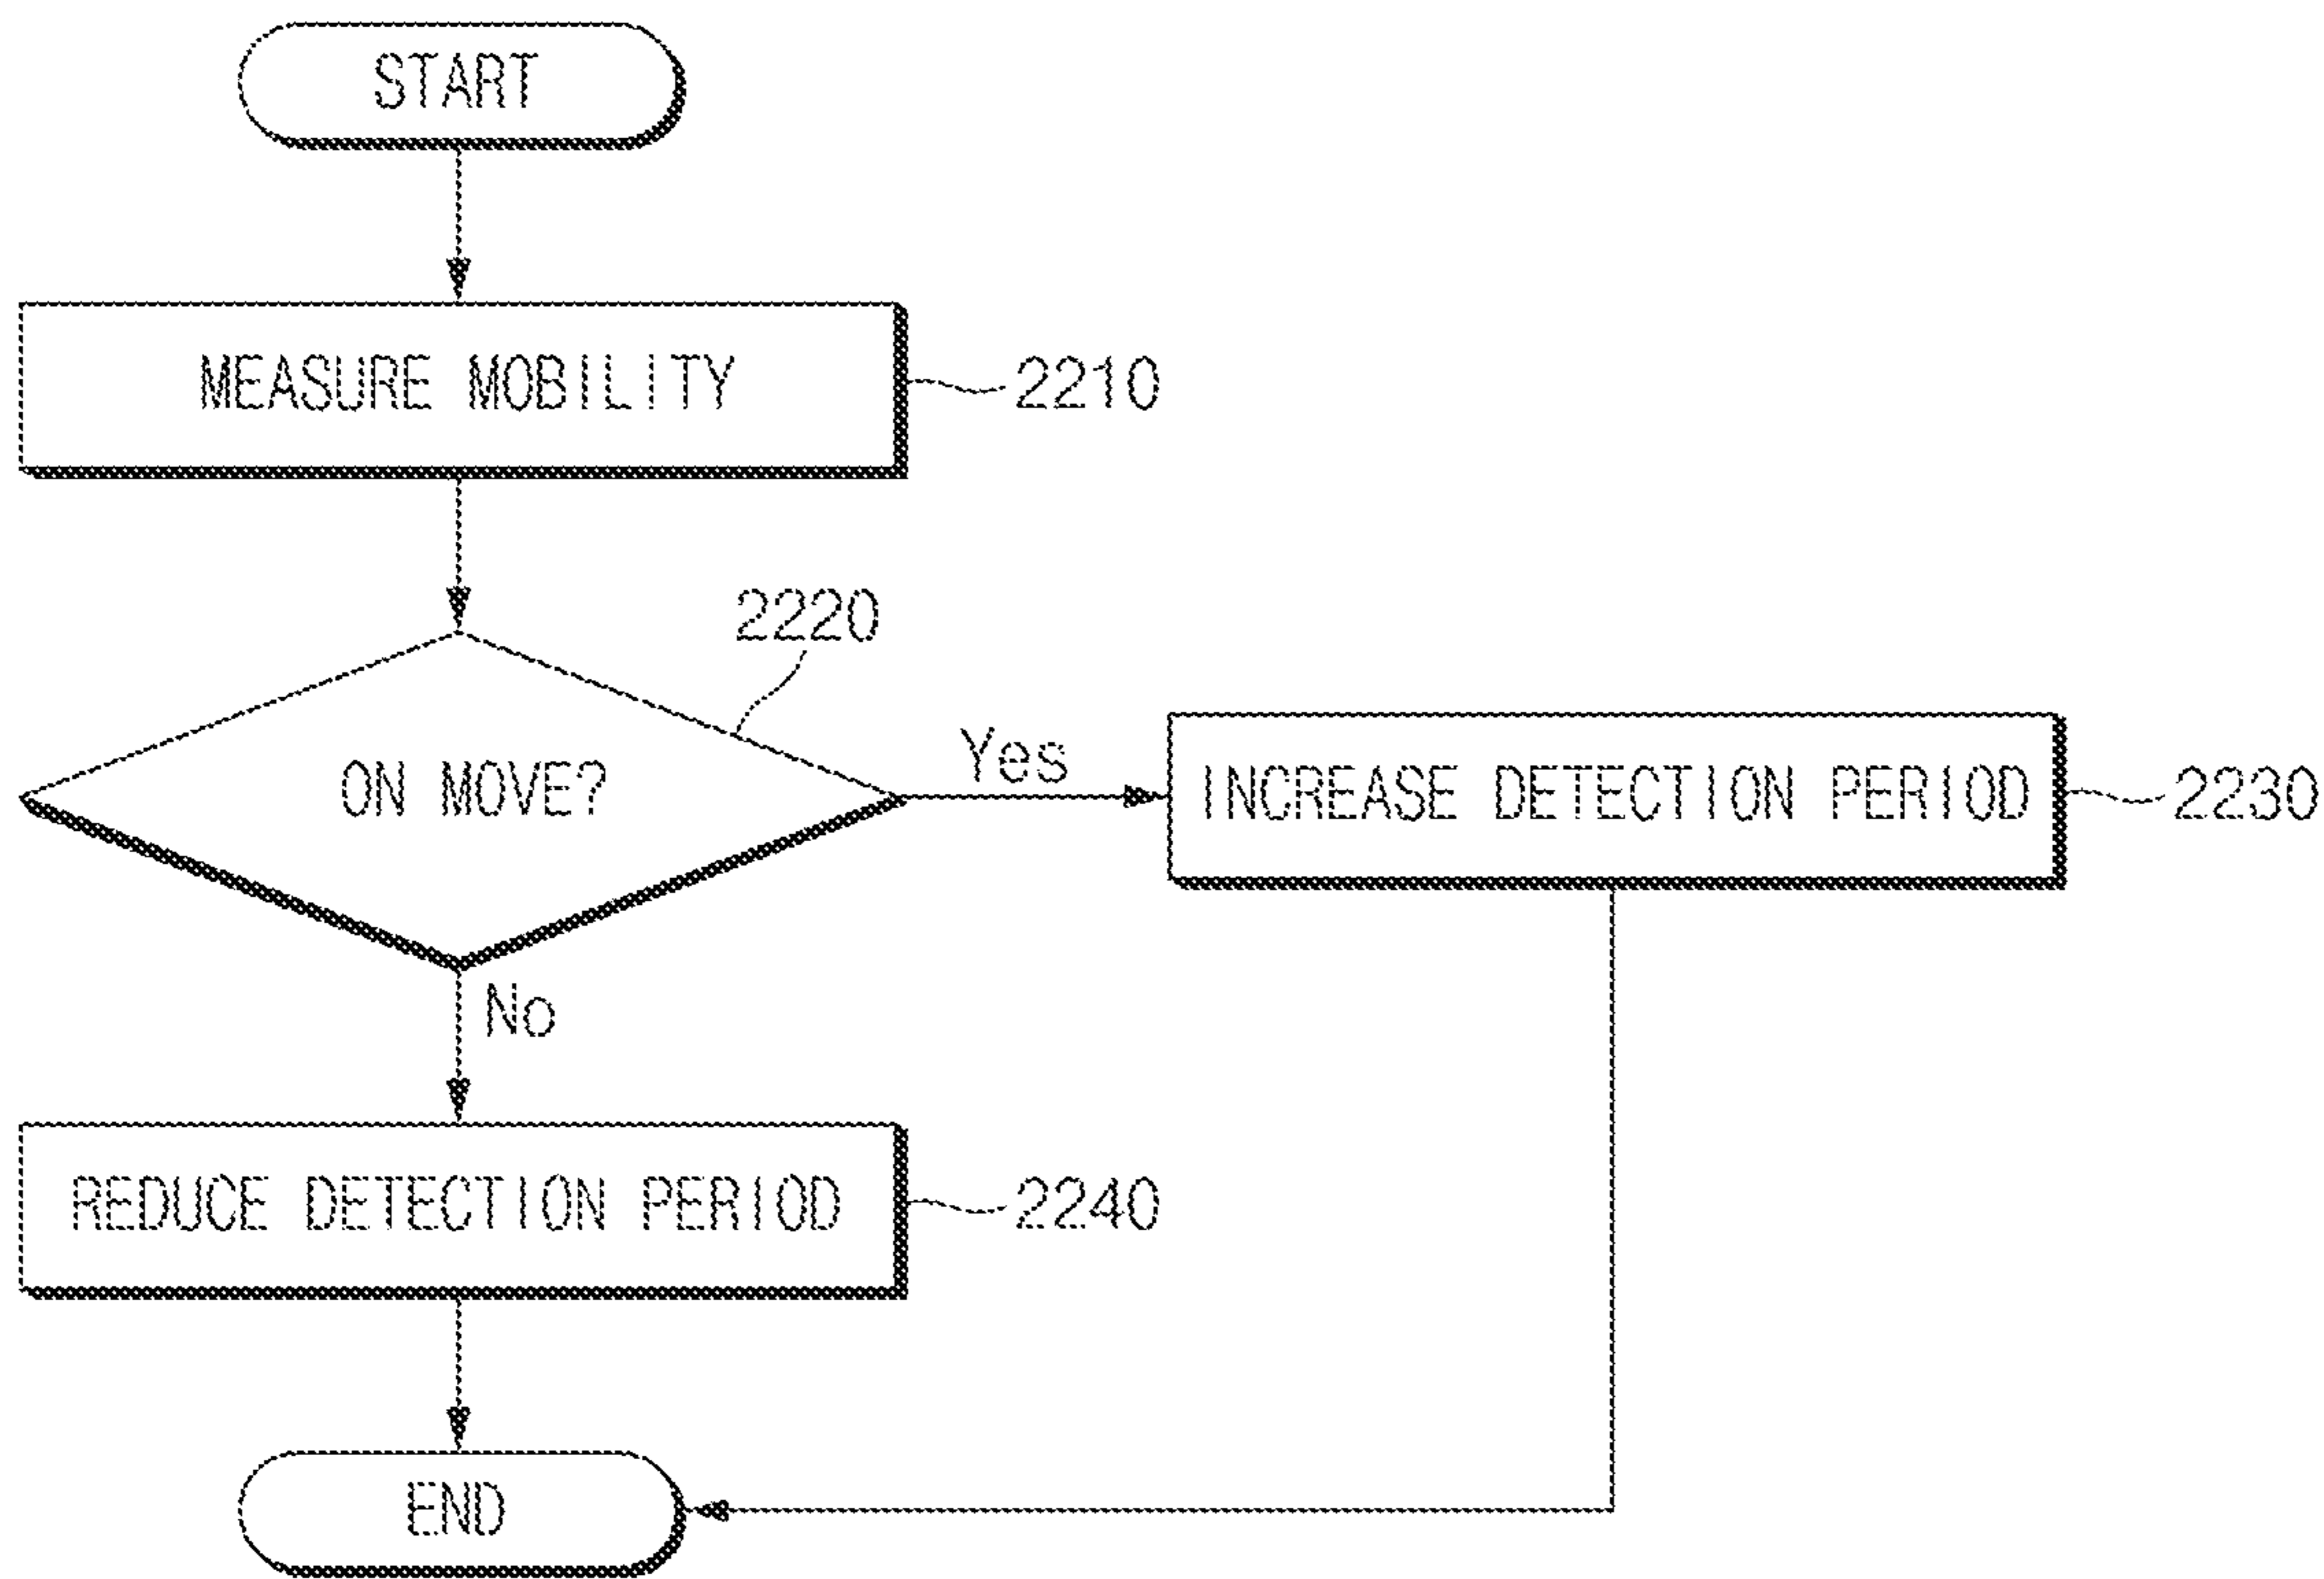 START
MEASURE MOBILITY
2210
2220
ON MOVE?
Yes
INCREASE DETECTION PERIOD
2230
No
REDUCE DETECTION PERIOD
2240
END